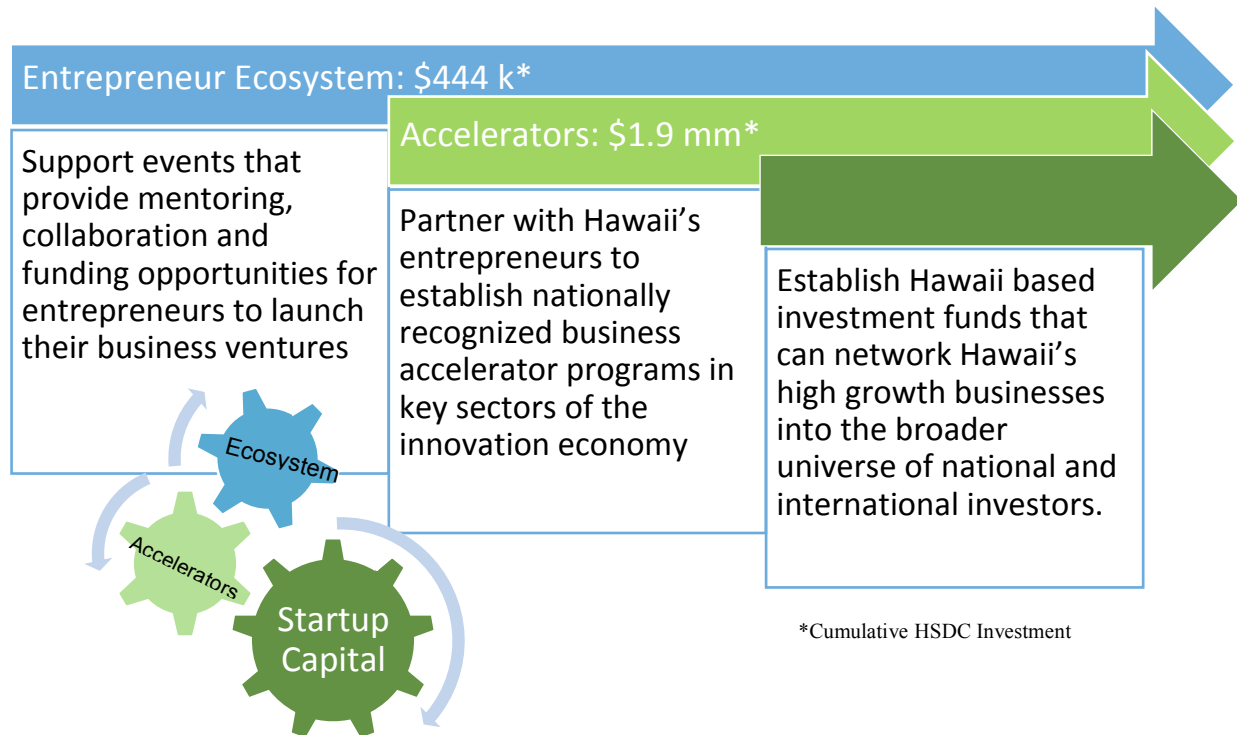 Entrepreneur Ecosystem: $444 k*
Support events that
provide mentoring,
collaboration and
funding opportunities for
entrepreneurs to launch
their business ventures
Accelerators: $1.9 mm*
Partner with Hawaii’s
entrepreneurs to
establish nationally
recognized business
accelerator programs in
key sectors of the
innovation economy
Establish Hawaii based
investment funds that
can network Hawaii’s
high growth businesses
into the broader
universe of national and
international investors.
Ecosystem
Accelerators
Startup
Capital
*Cumulative HSDC Investment